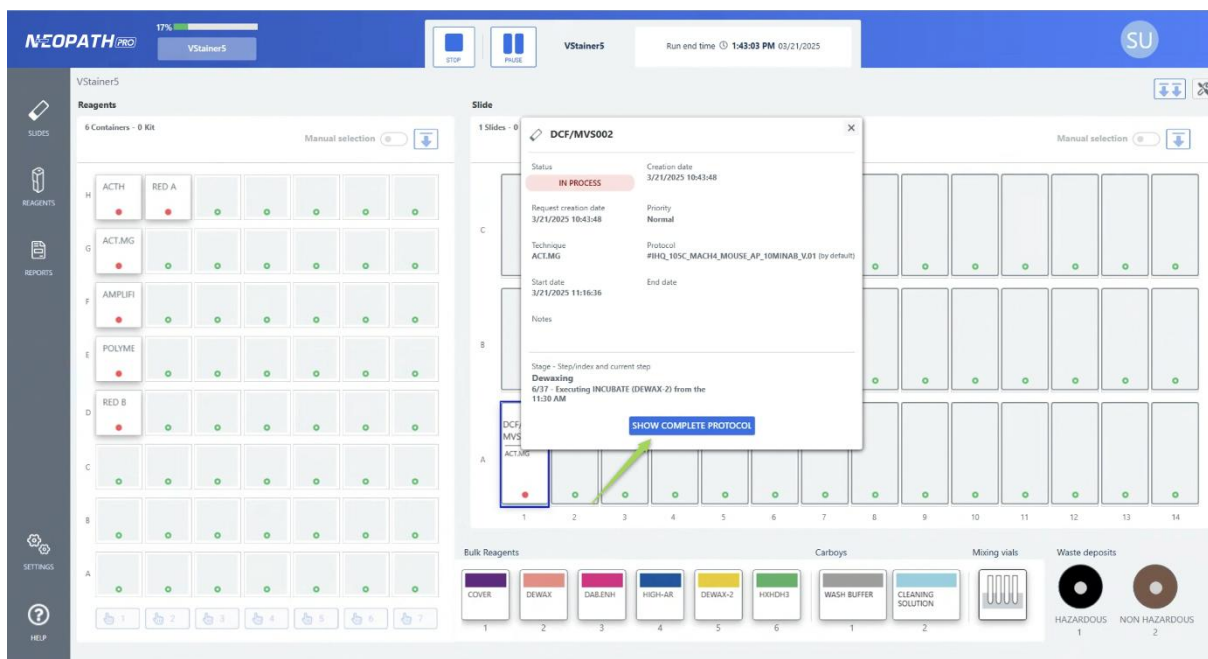 NEOPATH PRO
17%
VStainer5
STOP
PAUSE
VStainer5
Run end time 1:43:03 PM 03/21/2025
SU
SLIDES
REAGENTS
REPORTS
SETTINGS
HELP
VStainer5
Reagents
6 Containers - 0 Kit
Manual selection
H
ACTH
RED A
G
ACT.MG
F
AMPLIFI
E
POLYME
D
RED B
C
B
A
1 2 3 4 5 6 7
Slide
1 Slides - 0
Manual selection
DCF/MVS002
×
Status
IN PROCESS
Creation date
3/21/2025 10:43:48
Request creation date
3/21/2025 10:43:48
Priority
Normal
Technique
ACT.MG
Protocol
#IHQ_105C_MACH4_MOUSE_AP_10MINAB_V.01 (by default)
Start date
3/21/2025 11:16:36
End date
Notes
Stage - Step/index and current step
Dewaxing
6/37 - Executing INCUBATE (DEWAX-2) from the
11:30 AM
SHOW COMPLETE PROTOCOL
C
B
A
DCF/
MVS
ACT.MG
1 2 3 4 5 6 7 8 9 10 11 12 13 14
Bulk Reagents
COVER
DEWAX
DAB.ENH
HIGH-AR
DEWAX-2
HXHDH3
1 2 3 4 5 6
Carboys
WASH BUFFER
CLEANING
SOLUTION
1 2
Mixing vials
Waste deposits
HAZARDOUS
1
NON HAZARDOUS
2